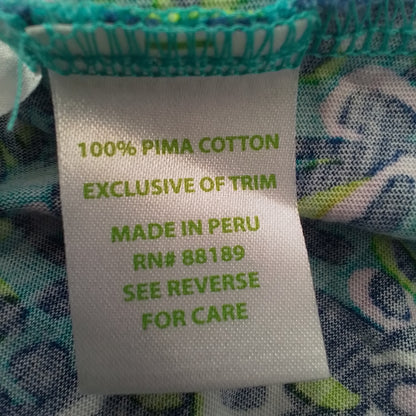 100% PIMA COTTON
EXCLUSIVE OF TRIM
MADE IN PERU
RN# 88189
SEE REVERSE
FOR CARE